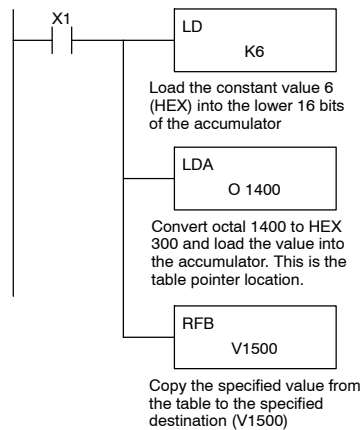 X1
LD
K6
Load the constant value 6
(HEX) into the lower 16 bits
of the accumulator
LDA
O 1400
Convert octal 1400 to HEX
300 and load the value into
the accumulator. This is the
table pointer location.
RFB
V1500
Copy the specified value from
the table to the specified
destination (V1500)